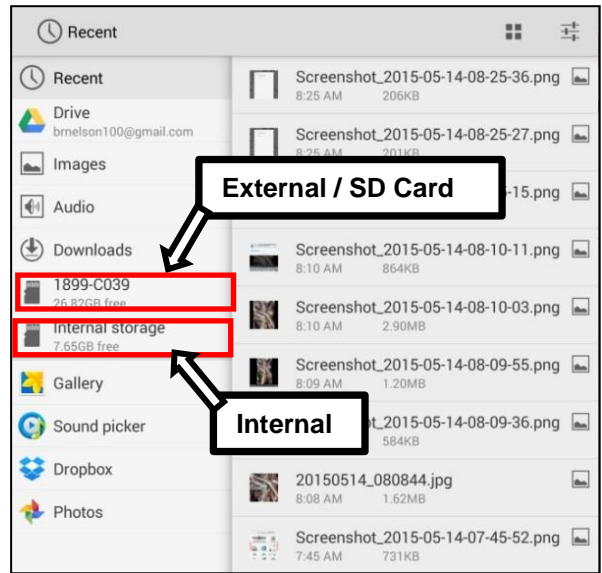 Recent
Recent
Drive
brnelson100@gmail.com
Images
Audio
Downloads
1899-C039
26.82GB free
Internal storage
7.65GB free
Gallery
Sound picker
Dropbox
Photos
External / SD Card
Internal
Screenshot_2015-05-14-08-25-36.png
8:25 AM 206KB
Screenshot_2015-05-14-08-25-27.png
8:25 AM 201KB
-15.png
Screenshot_2015-05-14-08-10-11.png
8:10 AM 864KB
Screenshot_2015-05-14-08-10-03.png
8:10 AM 2.90MB
Screenshot_2015-05-14-08-09-55.png
8:09 AM 1.20MB
t_2015-05-14-08-09-36.png
584KB
20150514_080844.jpg
8:08 AM 1.62MB
Screenshot_2015-05-14-07-45-52.png
7:45 AM 731KB